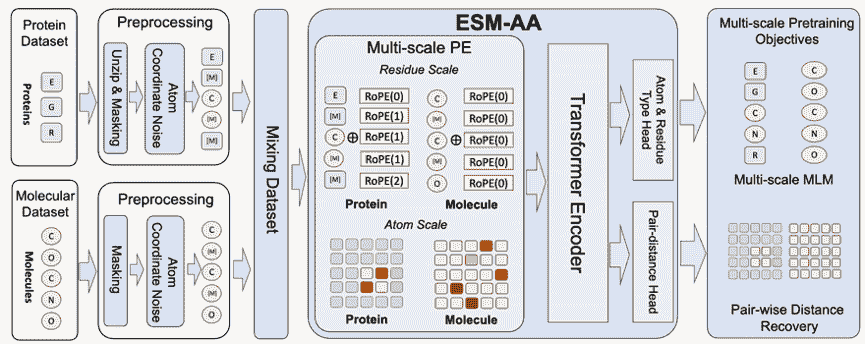 Protein
Dataset
Proteins
E
G
R
Preprocessing
Unzip & Masking
Atom
Coordinate Noise
E
[M]
C
[M]
[M]
Molecular
Dataset
Molecules
C
O
C
N
O
Preprocessing
Masking
Atom
Coordinate Noise
C
[M]
C
[M]
O
Mixing Dataset
ESM-AA
Multi-scale PE
Residue Scale
E RoPE(0)
[M] RoPE(1)
C ⊕ RoPE(1)
[M] RoPE(1)
[M] RoPE(2)
Protein
C RoPE(0)
[M] RoPE(0)
C ⊕ RoPE(0)
[M] RoPE(0)
O RoPE(0)
Molecule
Atom Scale
Protein
Molecule
Transformer Encoder
Atom & Residue
Type Head
Pair-distance Head
Multi-scale Pretraining
Objectives
E C
G O
C C
N N
R O
Multi-scale MLM
Pair-wise Distance
Recovery